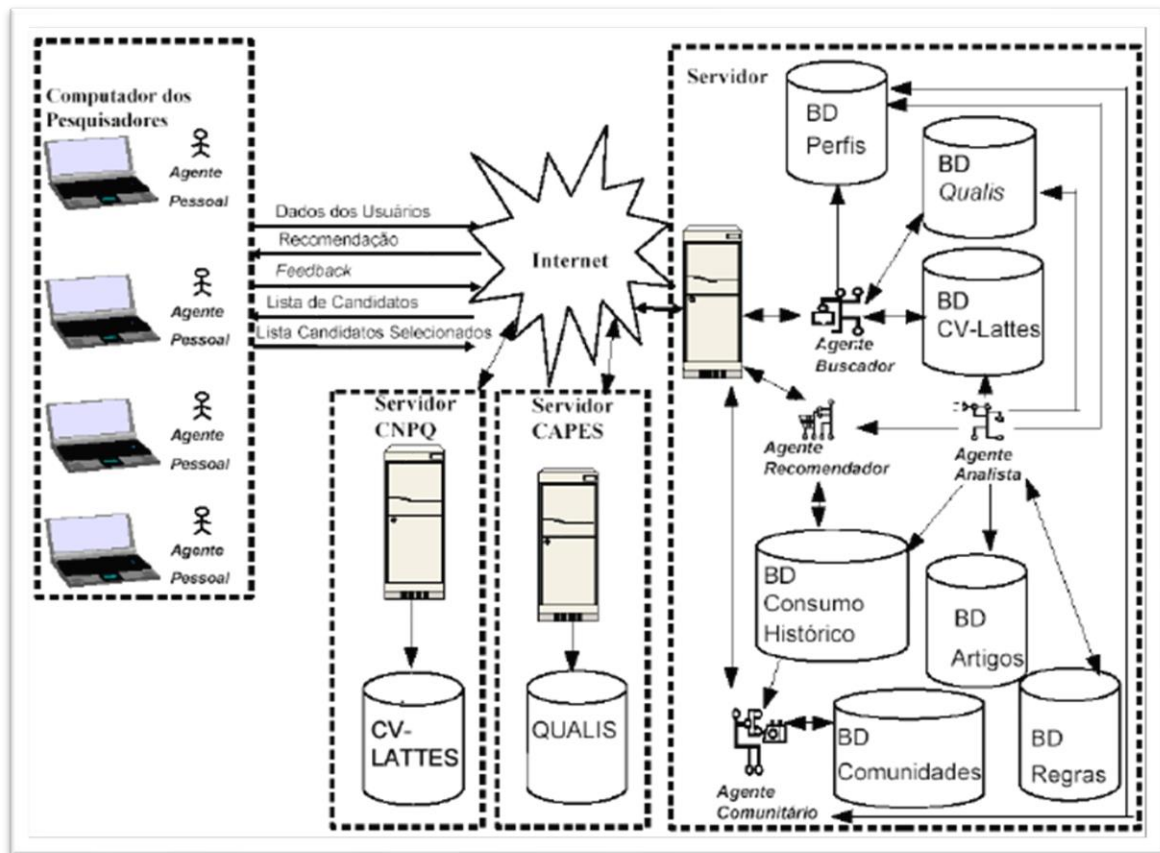 Computador dos
Pesquisadores
Agente
Pessoal
Agente
Pessoal
Agente
Pessoal
Agente
Pessoal
Dados dos Usuários
Recomendação
Feedback
Lista de Candidatos
Lista Candidatos Selecionados
Internet
Servidor
CNPQ
CV-
LATTES
Servidor
CAPES
QUALIS
Servidor
BD
Perfis
BD
Qualis
BD
CV-Lattes
Agente
Buscador
Agente
Recomendador
Agente
Analista
BD
Consumo
Histórico
BD
Artigos
BD
Regras
BD
Comunidades
Agente
Comunitário